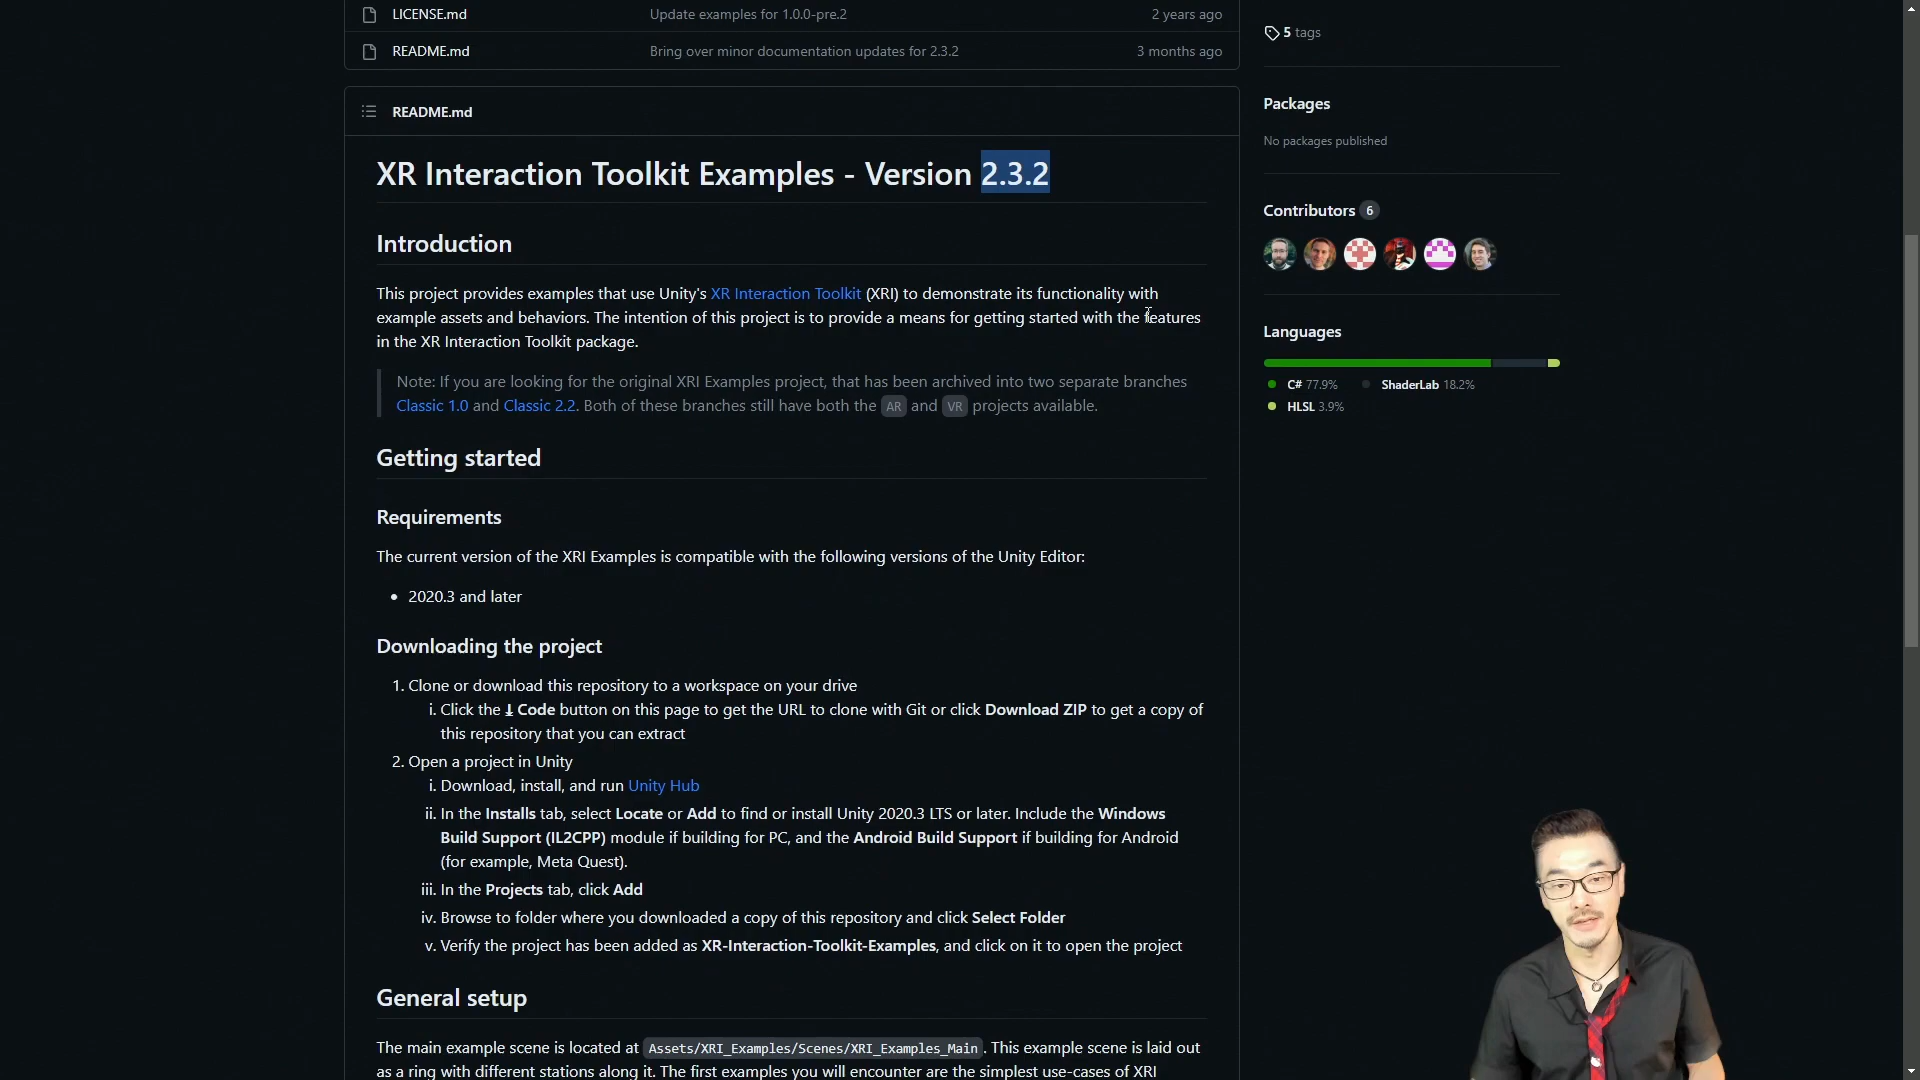 LICENSE.md Update examples for 1.0.0-pre.2 2 years ago
README.md Bring over minor documentation updates for 2.3.2 3 months ago
README.md
XR Interaction Toolkit Examples - Version 2.3.2
Introduction
This project provides examples that use Unity's XR Interaction Toolkit (XRI) to demonstrate its functionality with
example assets and behaviors. The intention of this project is to provide a means for getting started with the features
in the XR Interaction Toolkit package.
Note: If you are looking for the original XRI Examples project, that has been archived into two separate branches
Classic 1.0 and Classic 2.2. Both of these branches still have both the AR and VR projects available.
Getting started
Requirements
The current version of the XRI Examples is compatible with the following versions of the Unity Editor:
• 2020.3 and later
Downloading the project
1. Clone or download this repository to a workspace on your drive
i. Click the ⤓ Code button on this page to get the URL to clone with Git or click Download ZIP to get a copy of
this repository that you can extract
2. Open a project in Unity
i. Download, install, and run Unity Hub
ii. In the Installs tab, select Locate or Add to find or install Unity 2020.3 LTS or later. Include the Windows
Build Support (IL2CPP) module if building for PC, and the Android Build Support if building for Android
(for example, Meta Quest).
iii. In the Projects tab, click Add
iv. Browse to folder where you downloaded a copy of this repository and click Select Folder
v. Verify the project has been added as XR-Interaction-Toolkit-Examples, and click on it to open the project
General setup
The main example scene is located at Assets/XRI_Examples/Scenes/XRI_Examples_Main . This example scene is laid out
as a ring with different stations along it. The first examples you will encounter are the simplest use-cases of XRI
5 tags
Packages
No packages published
Contributors 6
Languages
C# 77.9% ShaderLab 18.2%
HLSL 3.9%